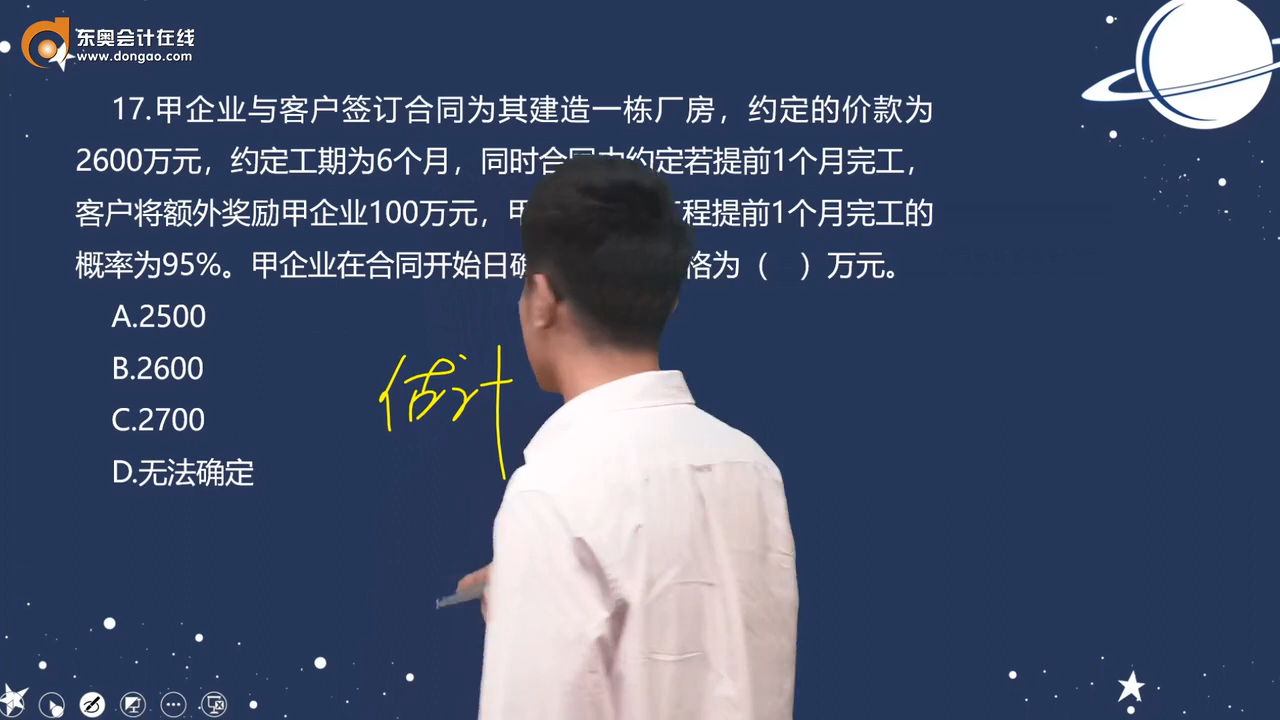 东奥会计在线
www.dongao.com
17.甲企业与客户签订合同为其建造一栋厂房，约定的价款为
2600万元，约定工期为6个月，同时合 约定若提前1个月完工，
客户将额外奖励甲企业100万元， 程提前1个月完工的
概率为95%。甲企业在合同开始日 格为（ ）万元。
A.2500
B.2600
估计
C.2700
D.无法确定